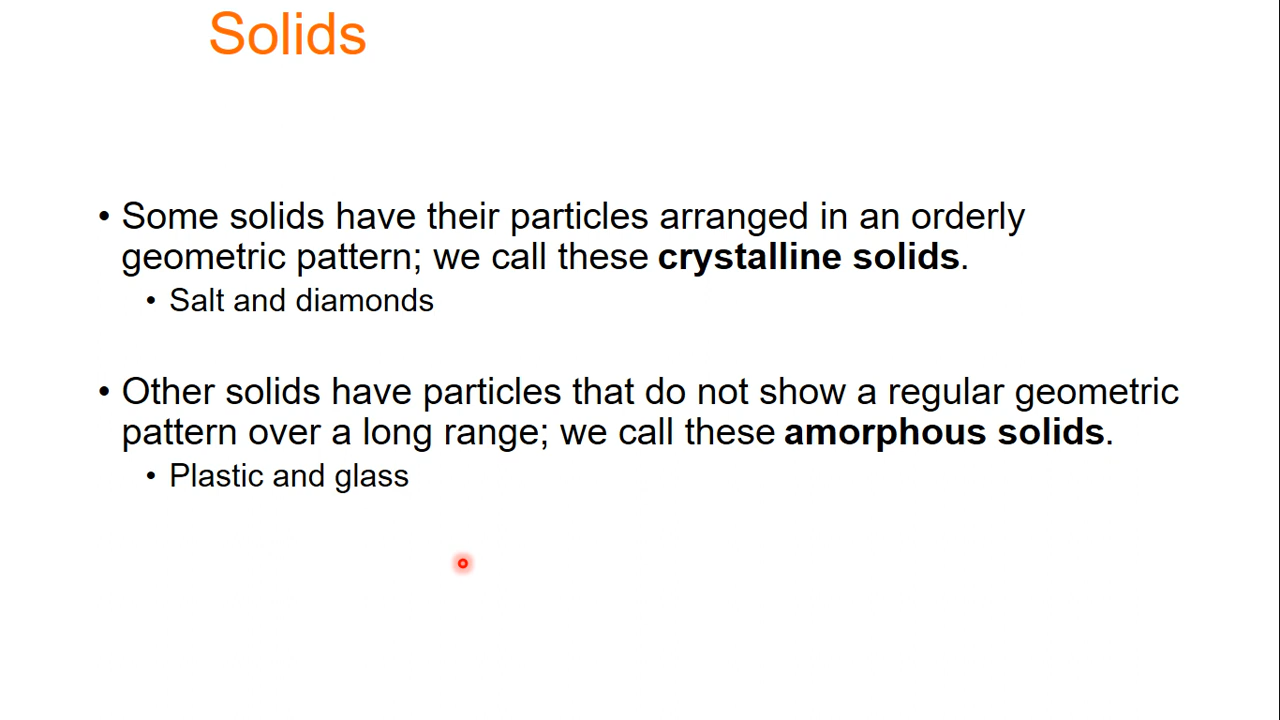 Solids
• Some solids have their particles arranged in an orderly
geometric pattern; we call these crystalline solids.
• Salt and diamonds
• Other solids have particles that do not show a regular geometric
pattern over a long range; we call these amorphous solids.
• Plastic and glass